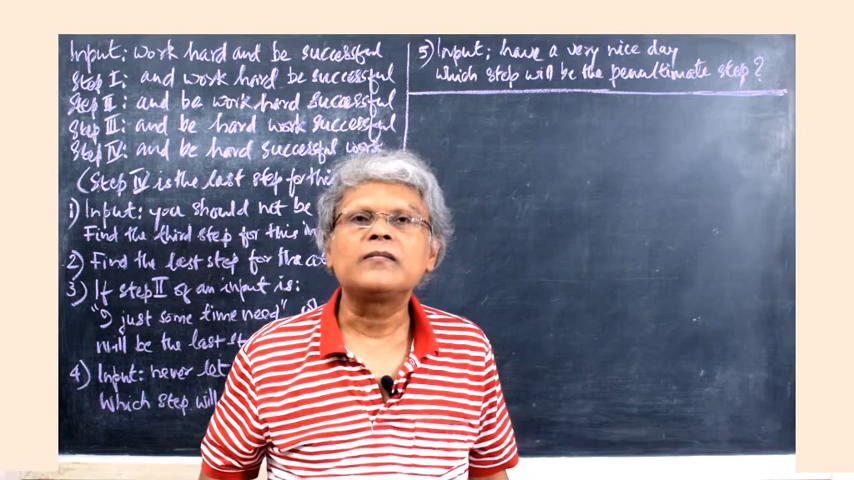 Input: work hard and be successful
Step I: and work hard be successful
Step II: and be work hard successful
Step III: and be hard work successful
Step IV: and be hard successful work
(Step IV is the last step for this
1) Input: you should not be
Find the third step for this in
2) Find the last step for the
3) If step II of an input is:
"I just some time need"
will be the last st
4) Input: never let
Which step will
5) Input: have a very nice day
Which step will be the penaltimate step?